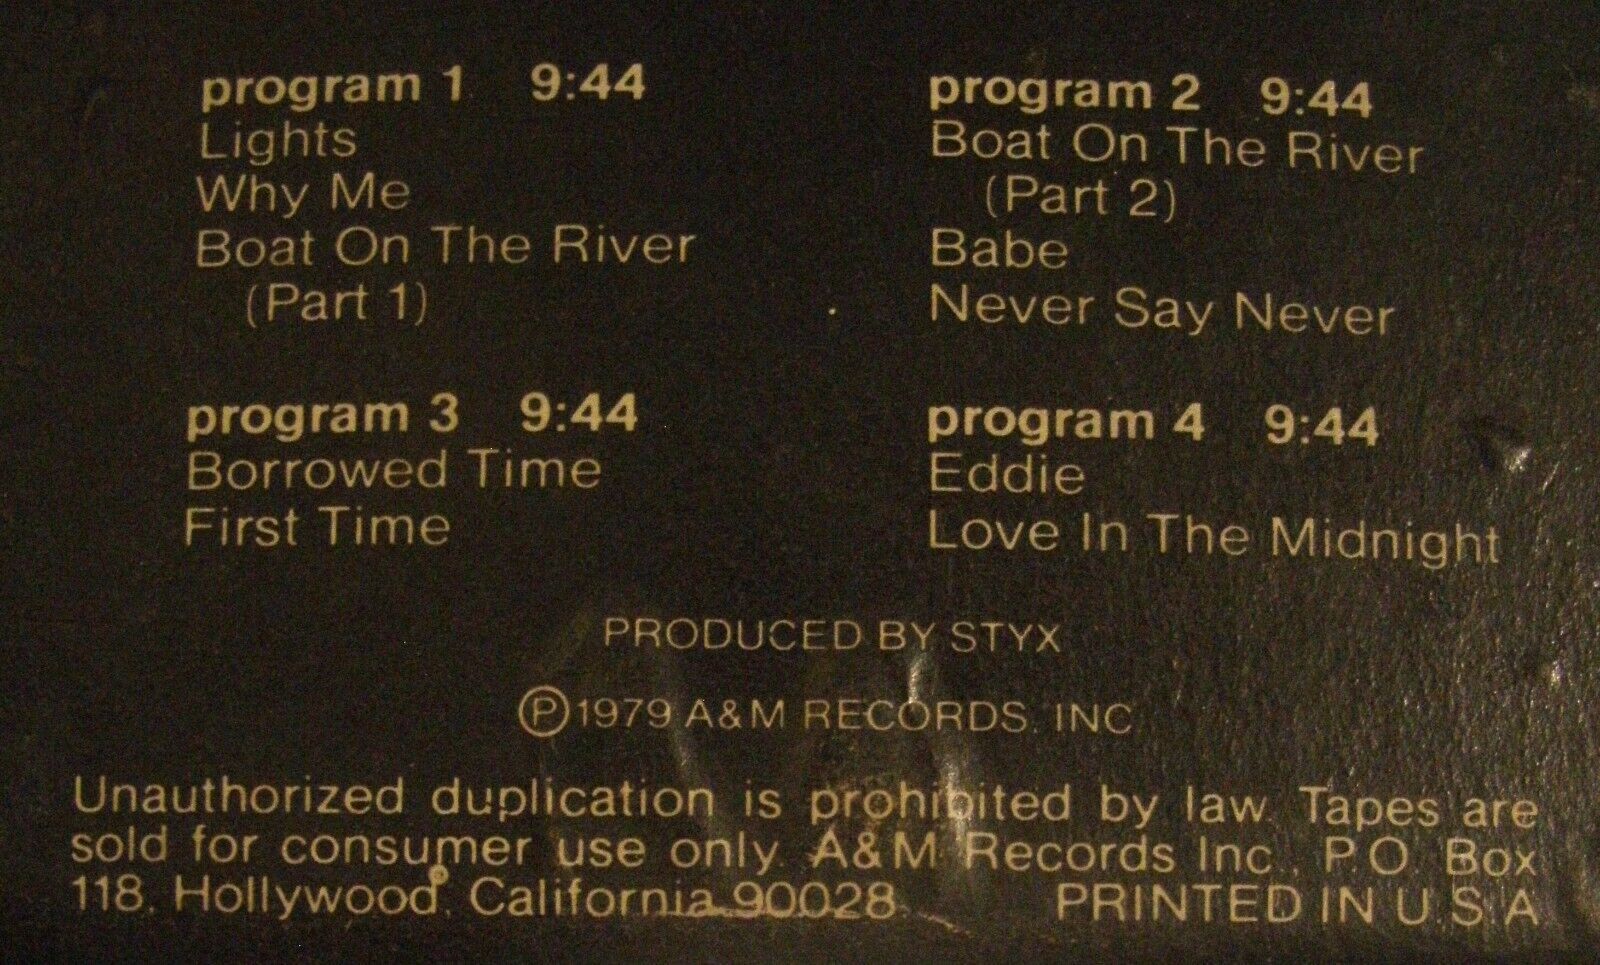 program 1 9:44
Lights
Why Me
Boat On The River
(Part 1)
program 2 9:44
Boat On The River
(Part 2)
Babe
Never Say Never
program 3 9:44
Borrowed Time
First Time
program 4 9:44
Eddie
Love In The Midnight
PRODUCED BY STYX
Ⓟ1979 A&M RECORDS, INC.
Unauthorized duplication is prohibited by law. Tapes are
sold for consumer use only. A&M Records Inc., P.O. Box
118, Hollywood, California 90028. PRINTED IN U.S.A